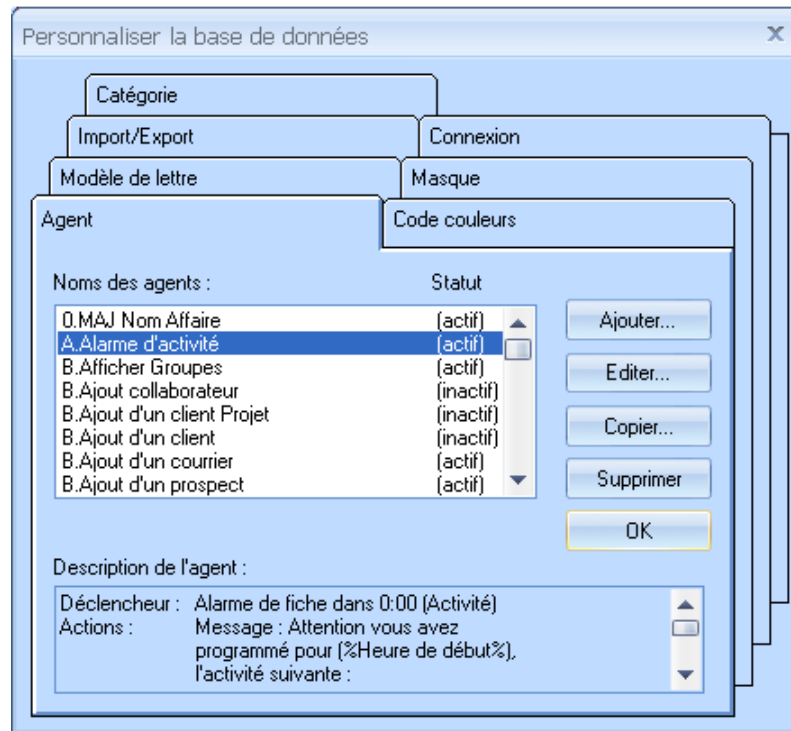 Personnaliser la base de données
Catégorie
Import/Export Connexion
Modèle de lettre Masque
Agent Code couleurs
Noms des agents : Statut
0.MAJ Nom Affaire (actif)
A.Alarme d'activité (actif)
B.Afficher Groupes (actif)
B.Ajout collaborateur (inactif)
B.Ajout d'un client Projet (inactif)
B.Ajout d'un client (inactif)
B.Ajout d'un courrier (actif)
B.Ajout d'un prospect (actif)
Ajouter...
Editer...
Copier...
Supprimer
OK
Description de l'agent :
Déclencheur : Alarme de fiche dans 0:00 (Activité)
Actions : Message : Attention vous avez
programmé pour (%Heure de début%),
l'activité suivante :